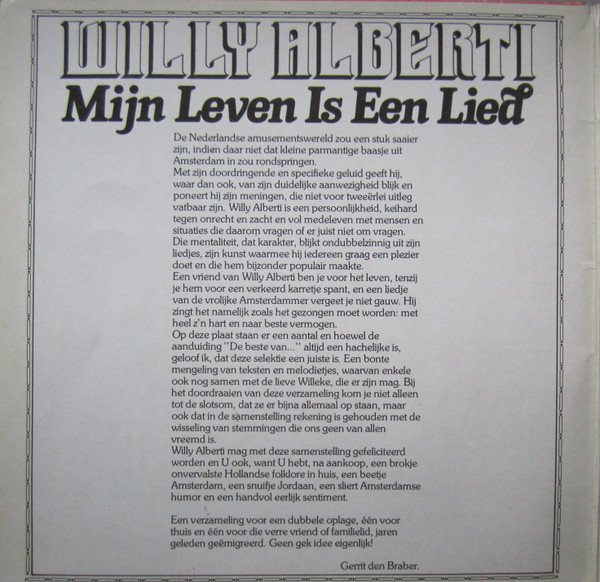 WILLY ALBERTI
Mijn Leven Is Een Lied
De Nederlandse amusementswereld zou een stuk saaier
zijn, indien daar niet dat kleine parmantige baasje uit
Amsterdam in zou rondspringen.
Met zijn doordringende en specifieke geluid geeft hij,
waar dan ook, van zijn duidelijke aanwezigheid blijk en
poneert hij zijn meningen, die niet voor tweeërlei uitleg
vatbaar zijn. Willy Alberti is een persoonlijkheid, keihard
tegen onrecht en zacht en vol medeleven met mensen en
situaties die daarom vragen of er juist niet om vragen.
Die mentaliteit, dat karakter, blijkt ondubbelzinnig uit zijn
liedjes, zijn kunst waarmee hij iedereen graag een plezier
doet en die hem bijzonder populair maakte.
Een vriend van Willy Alberti ben je voor het leven, tenzij
je hem voor een verkeerd karretje spant, en een liedje
van de vrolijke Amsterdammer vergeet je niet gauw. Hij
zingt het namelijk zoals het gezongen moet worden: met
heel z'n hart en naar beste vermogen.
Op deze plaat staan er een aantal en hoewel de
aanduiding "De beste van..." altijd een hachelijke is,
geloof ik, dat deze selektie een juiste is. Een bonte
mengeling van teksten en melodietjes, waarvan enkele
ook nog samen met de lieve Willeke, die er zijn mag. Bij
het doordraaien van deze verzameling kom je niet alleen
tot de slotsom, dat ze er bijna allemaal op staan, maar
ook dat in de samenstelling rekening is gehouden met de
wisseling van stemmingen die ons geen van allen
vreemd is.
Willy Alberti mag met deze samenstelling gefeliciteerd
worden en U ook, want U hebt, na aankoop, een brokje
onvervalste Hollandse folklore in huis, een beetje
Amsterdam, een snuifje Jordaan, een sliert Amsterdamse
humor en een handvol eerlijk sentiment.
Een verzameling voor een dubbele oplage, één voor
thuis en één voor die verre vriend of familielid, jaren
geleden geëmigreerd. Geen gek idee eigenlijk!
Gerrit den Braber.